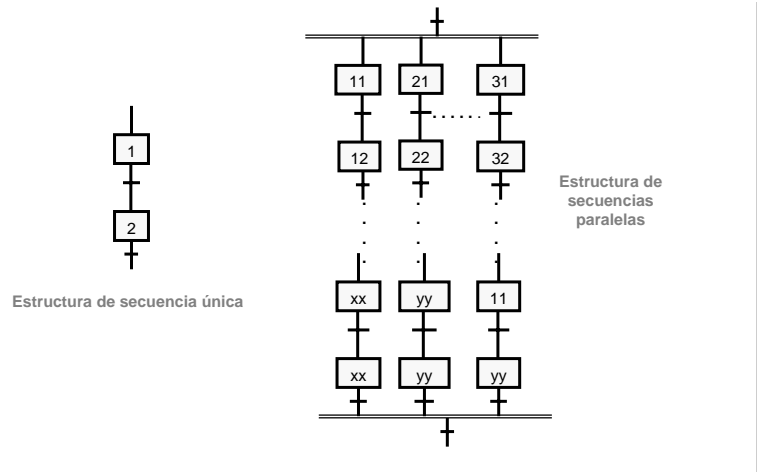 1
2
Estructura de secuencia única
11 21 31
12 22 32
xx yy 11
xx yy yy
Estructura de
secuencias
paralelas